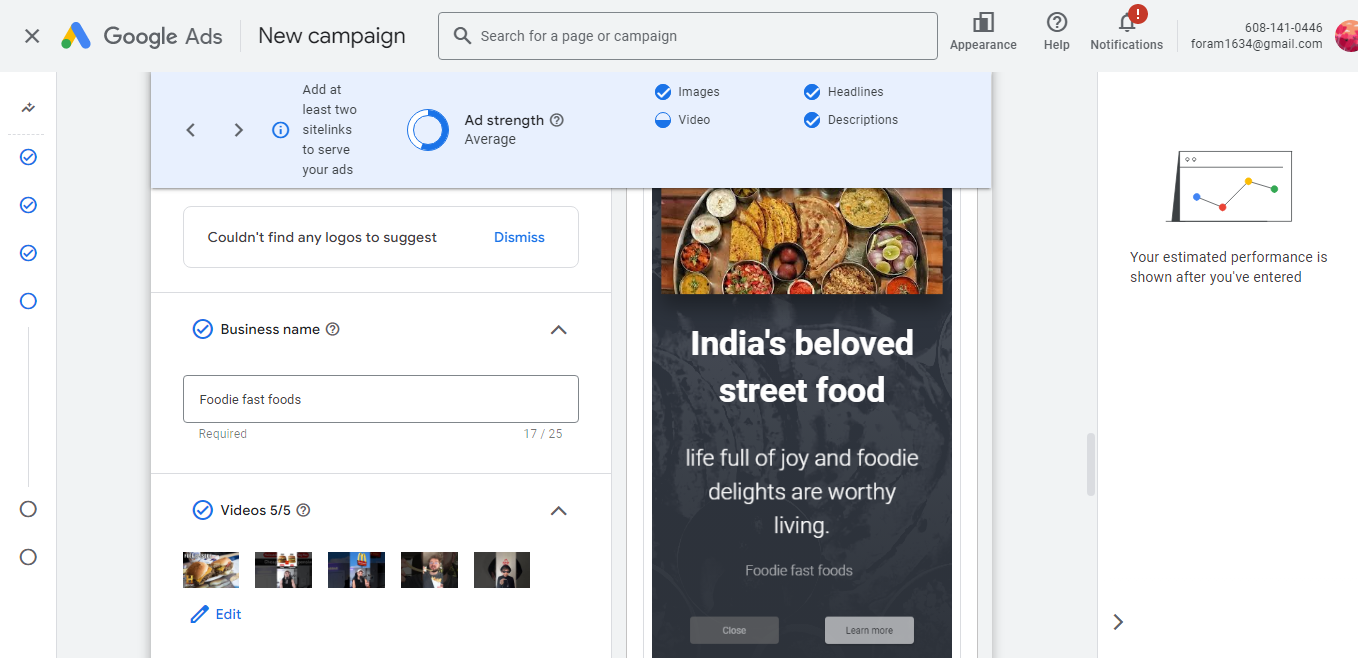 Google Ads
New campaign
Search for a page or campaign
Appearance
Help
!
Notifications
608-141-0446
foram1634@gmail.com
Add at
least two
sitelinks
to serve
your ads
Ad strength
Average
Images
Headlines
Video
Descriptions
Couldn't find any logos to suggest
Dismiss
Business name
Foodie fast foods
Required
17 / 25
Videos 5/5
Edit
India's beloved
street food
life full of joy and foodie
delights are worthy
living.
Foodie fast foods
Close
Learn more
Your estimated performance is
shown after you've entered